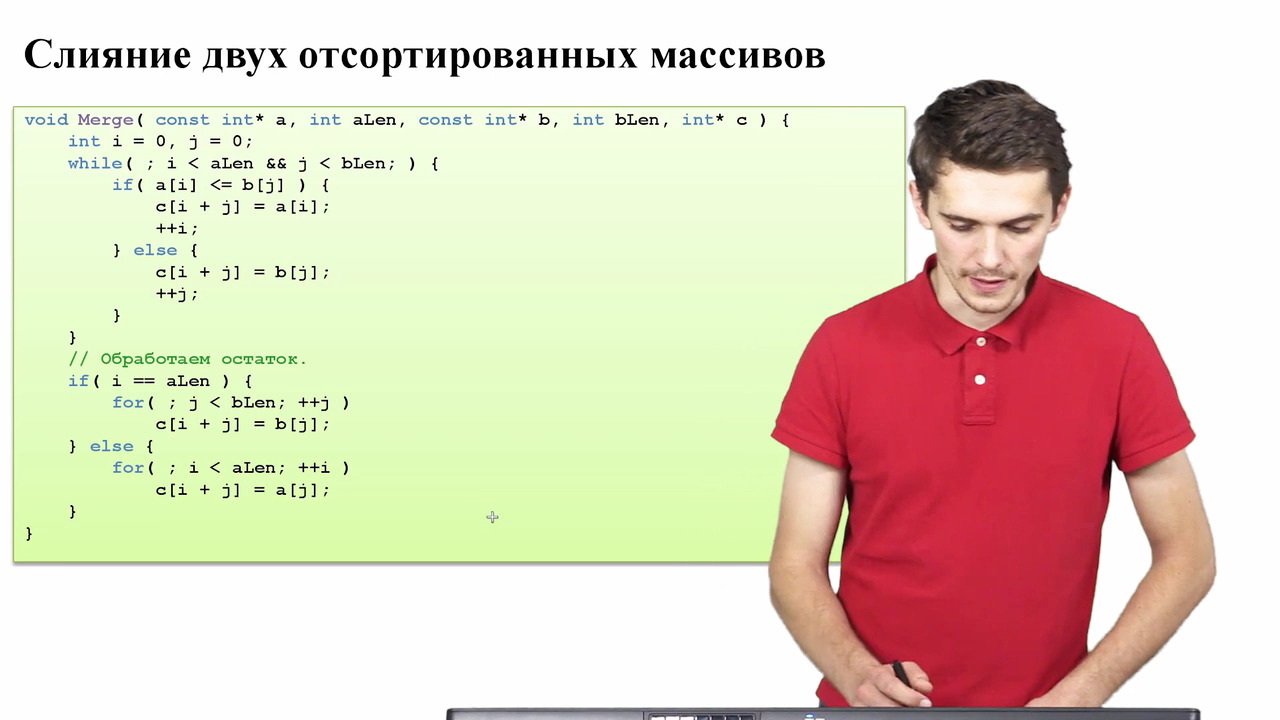 Слияние двух отсортированных массивов
void Merge( const int* a, int aLen, const int* b, int bLen, int* c ) {
int i = 0, j = 0;
while( ; i < aLen && j < bLen; ) {
if( a[i] <= b[j] ) {
c[i + j] = a[i];
++i;
} else {
c[i + j] = b[j];
++j;
}
}
// Обработаем остаток.
if( i == aLen ) {
for( ; j < bLen; ++j )
c[i + j] = b[j];
} else {
for( ; i < aLen; ++i )
c[i + j] = a[j];
}
}